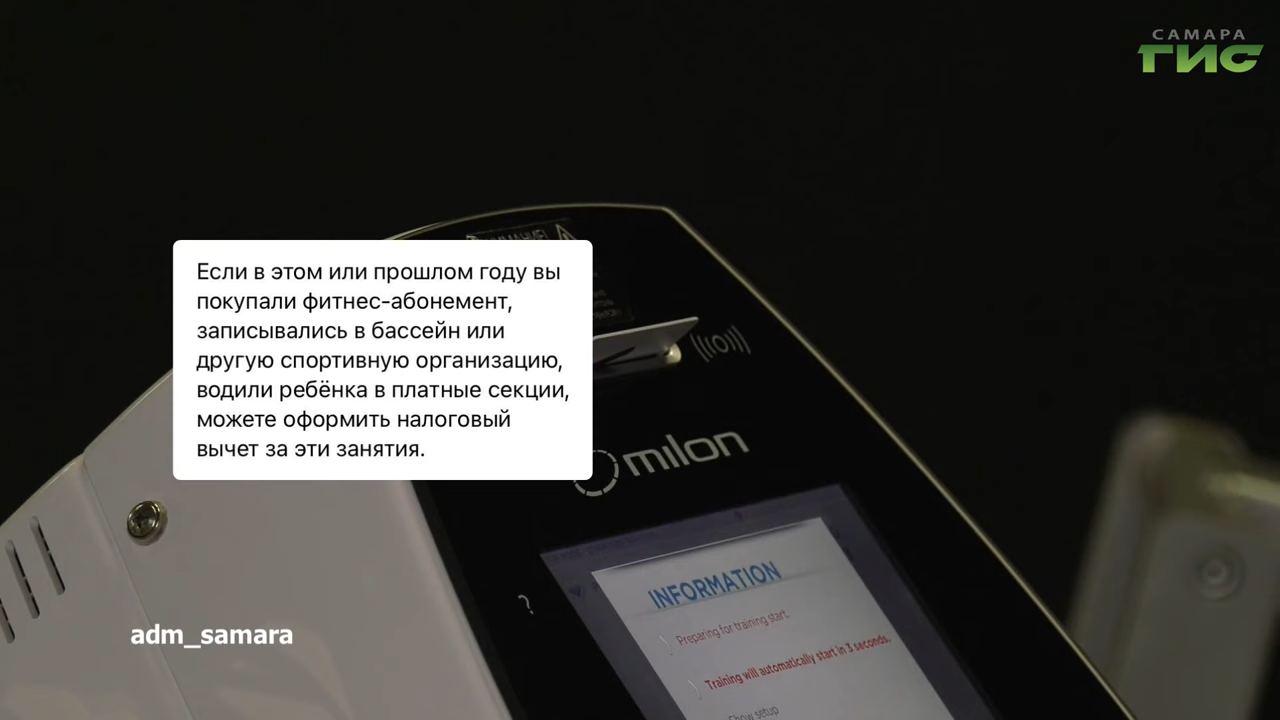 САМАРА
ГИС
Если в этом или прошлом году вы
покупали фитнес-абонемент,
записывались в бассейн или
другую спортивную организацию,
водили ребёнка в платные секции,
можете оформить налоговый
вычет за эти занятия.
milon
INFORMATION
Preparing for training start.
Training will automatically start in 3 seconds.
Show setup
?
adm_samara